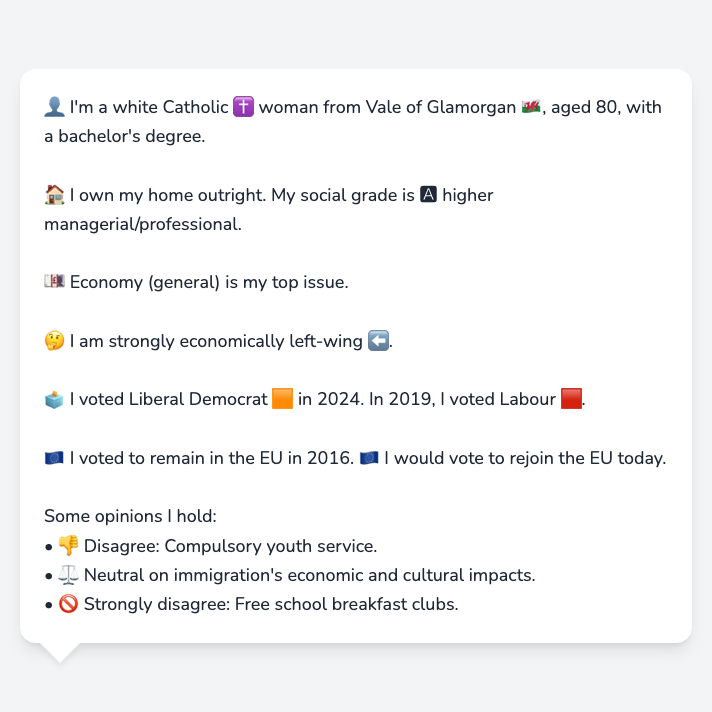 👤 I'm a white Catholic ✝️ woman from Vale of Glamorgan 🏴󠁧󠁢󠁷󠁬󠁳󠁿, aged 80, with
a bachelor's degree.
🏠 I own my home outright. My social grade is 🅰 higher
managerial/professional.
💷 Economy (general) is my top issue.
🤔 I am strongly economically left-wing ⬅️.
🗳️ I voted Liberal Democrat 🟧 in 2024. In 2019, I voted Labour 🟥.
🇪🇺 I voted to remain in the EU in 2016. 🇪🇺 I would vote to rejoin the EU today.
Some opinions I hold:
• 👎 Disagree: Compulsory youth service.
• ⚖️ Neutral on immigration's economic and cultural impacts.
• 🚫 Strongly disagree: Free school breakfast clubs.